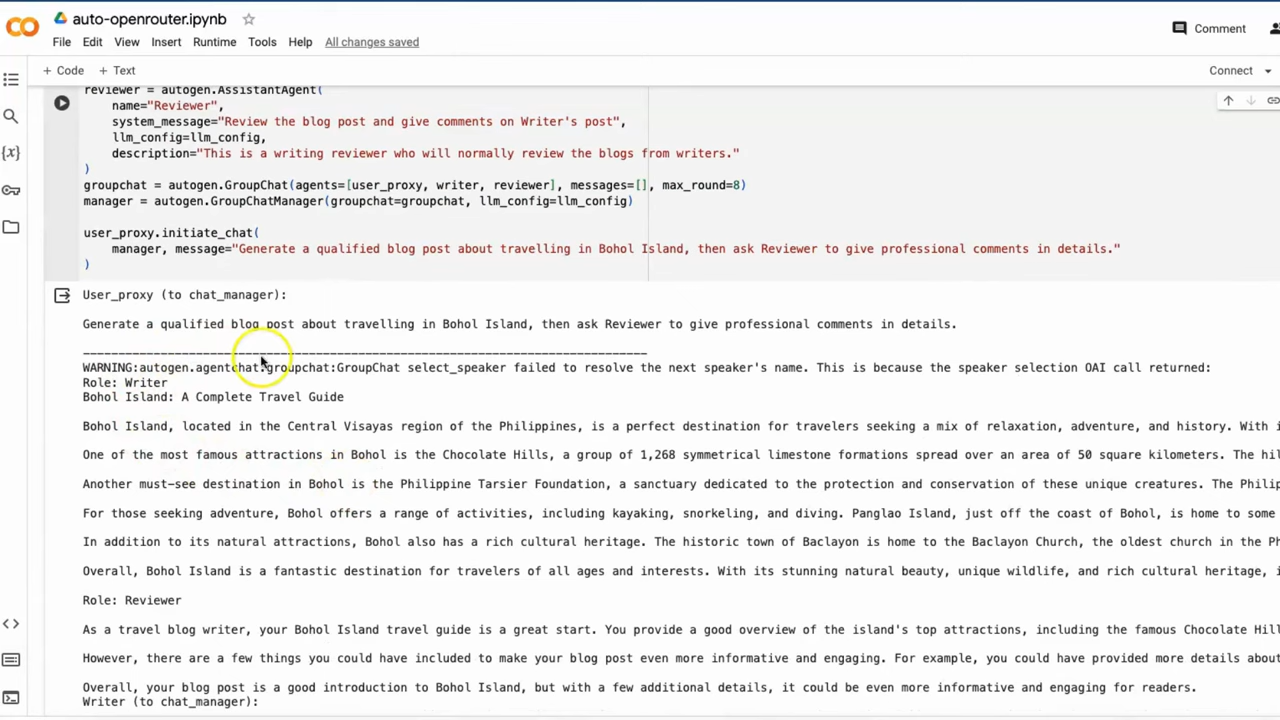 auto-openrouter.ipynb
Comment
File Edit View Insert Runtime Tools Help All changes saved
+ Code + Text
Connect
reviewer = autogen.AssistantAgent(
name="Reviewer",
system_message="Review the blog post and give comments on Writer's post",
llm_config=llm_config,
description="This is a writing reviewer who will normally review the blogs from writers."
)
groupchat = autogen.GroupChat(agents=[user_proxy, writer, reviewer], messages=[], max_round=8)
manager = autogen.GroupChatManager(groupchat=groupchat, llm_config=llm_config)
user_proxy.initiate_chat(
manager, message="Generate a qualified blog post about travelling in Bohol Island, then ask Reviewer to give professional comments in details."
)
User_proxy (to chat_manager):
Generate a qualified blog post about travelling in Bohol Island, then ask Reviewer to give professional comments in details.
--------------------------------------------------------------------------------
WARNING:autogen.agentchat.groupchat:GroupChat select_speaker failed to resolve the next speaker's name. This is because the speaker selection OAI call returned:
Role: Writer
Bohol Island: A Complete Travel Guide
Bohol Island, located in the Central Visayas region of the Philippines, is a perfect destination for travelers seeking a mix of relaxation, adventure, and history. With i
One of the most famous attractions in Bohol is the Chocolate Hills, a group of 1,268 symmetrical limestone formations spread over an area of 50 square kilometers. The hil
Another must-see destination in Bohol is the Philippine Tarsier Foundation, a sanctuary dedicated to the protection and conservation of these unique creatures. The Philip
For those seeking adventure, Bohol offers a range of activities, including kayaking, snorkeling, and diving. Panglao Island, just off the coast of Bohol, is home to some
In addition to its natural attractions, Bohol also has a rich cultural heritage. The historic town of Baclayon is home to the Baclayon Church, the oldest church in the Ph
Overall, Bohol Island is a fantastic destination for travelers of all ages and interests. With its stunning natural beauty, unique wildlife, and rich cultural heritage, i
Role: Reviewer
As a travel blog writer, your Bohol Island travel guide is a great start. You provide a good overview of the island's top attractions, including the famous Chocolate Hill
However, there are a few things you could have included to make your blog post even more informative and engaging. For example, you could have provided more details about
Overall, your blog post is a good introduction to Bohol Island, but with a few additional details, it could be even more informative and engaging for readers.
Writer (to chat_manager):